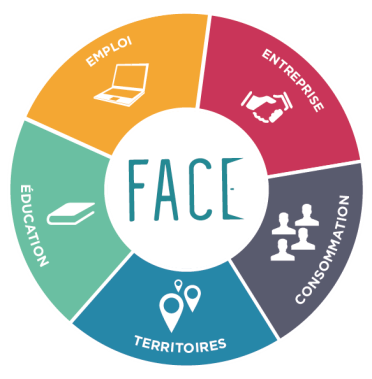 EMPLOI
ENTREPRISE
FACE
ÉDUCATION
CONSOMMATION
TERRITOIRES